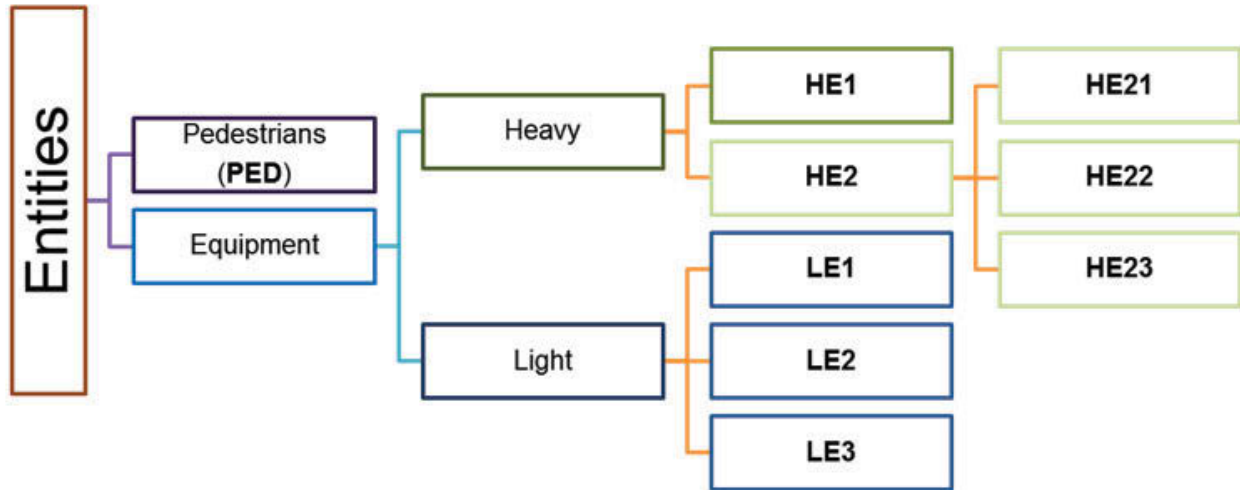 Entities
Pedestrians
(PED)
Equipment
Heavy
Light
HE1
HE2
LE1
LE2
LE3
HE21
HE22
HE23